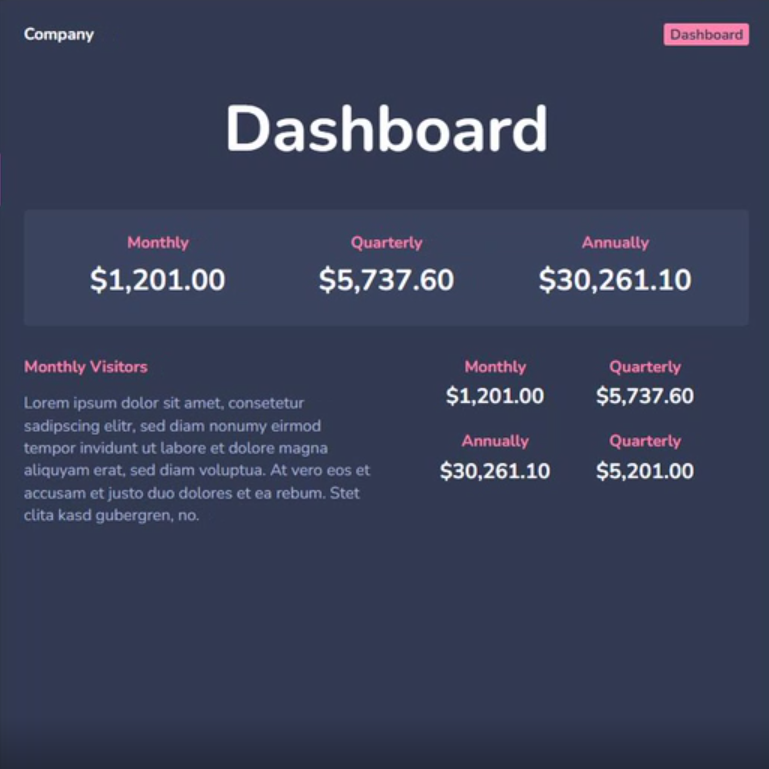 Company
Dashboard
Dashboard
Monthly
Quarterly
Annually
$1,201.00
$5,737.60
$30,261.10
Monthly Visitors
Lorem ipsum dolor sit amet, consetetur
sadipscing elitr, sed diam nonumy eirmod
tempor invidunt ut labore et dolore magna
aliquyam erat, sed diam voluptua. At vero eos et
accusam et justo duo dolores et ea rebum. Stet
clita kasd gubergren, no.
Monthly
Quarterly
$1,201.00
$5,737.60
Annually
Quarterly
$30,261.10
$5,201.00